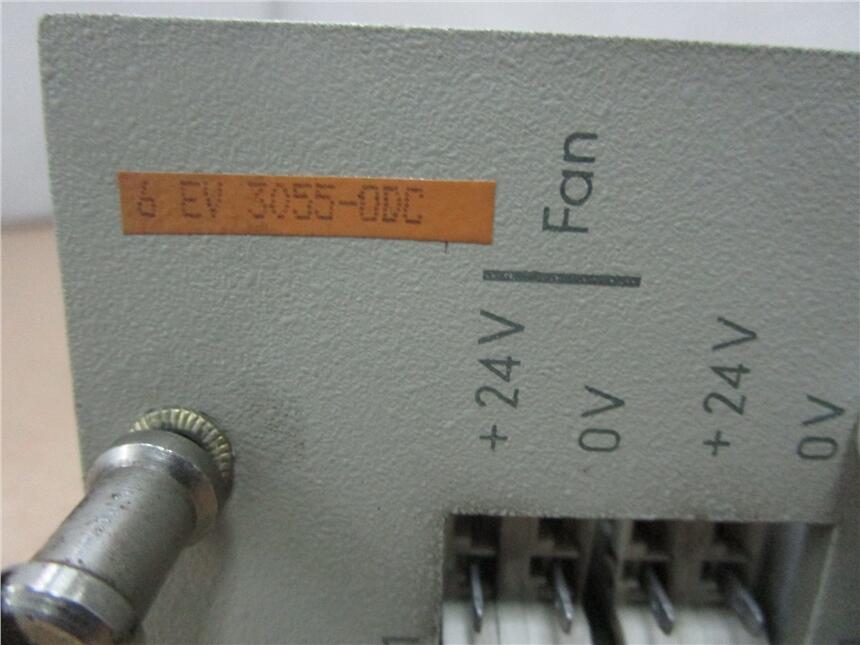 6 EV 3055-0DC
Fan
+24V
0V
+24V
0V